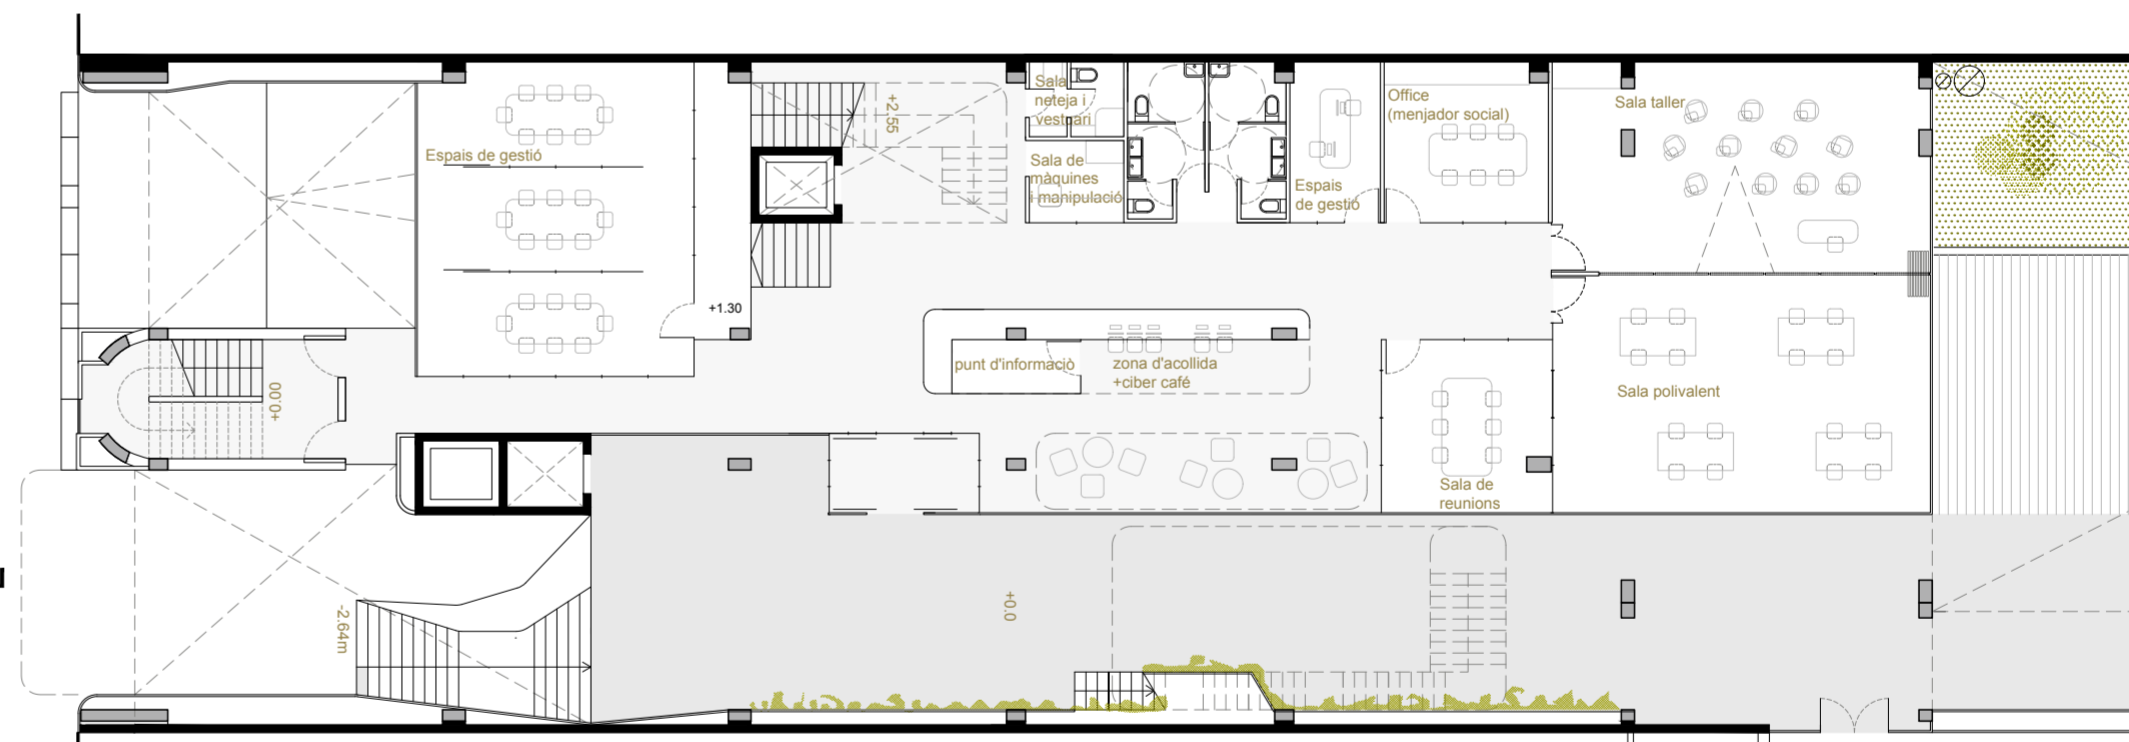 Sala
neteja i
vestuari
+2.55
Office
(menjador social)
Sala taller
Espais de gestió
Sala de
màquines
i manipulació
Espais
de gestió
+1.30
punt d'informació
zona d'acollida
+ciber café
+0.00
Sala polivalent
Sala de
reunions
-2.64m
+0.0